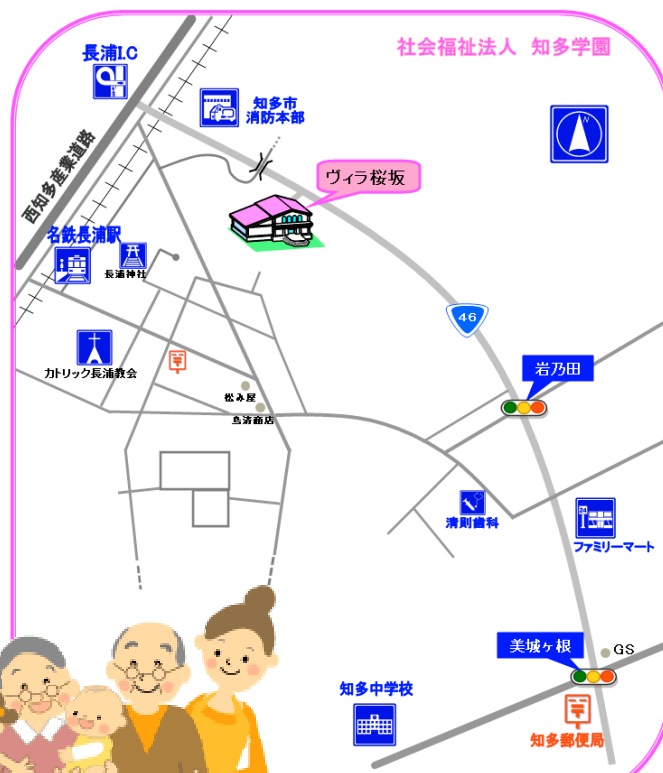 社会福祉法人 知多学園
長浦I.C
知多市
消防本部
N
西知多産業道路
ヴィラ桜坂
名鉄長浦駅
長浦神社
46
カトリック長浦教会
岩乃田
松み屋
鳥清商店
清則歯科
24
ファミリーマート
美城ヶ根
GS
知多中学校
知多郵便局